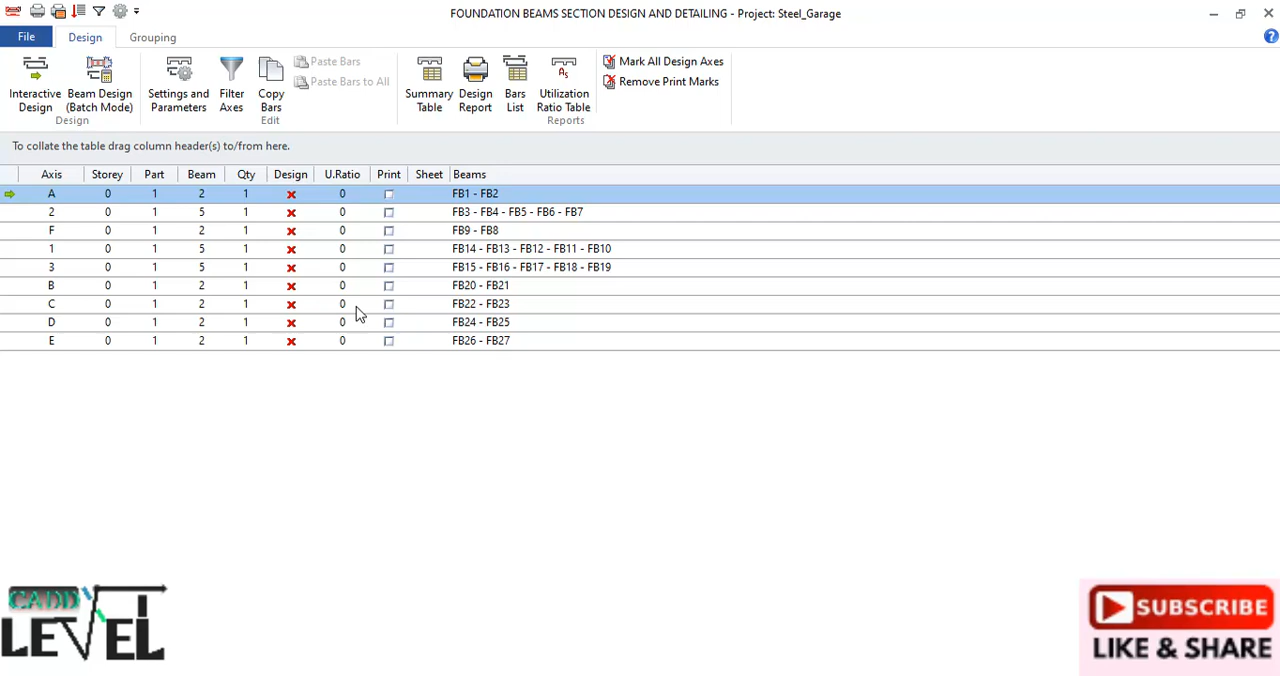 FOUNDATION BEAMS SECTION DESIGN AND DETAILING - Project: Steel_Garage
File Design Grouping
Interactive Design
Beam Design (Batch Mode)
Design
Settings and Parameters
Filter Axes
Copy Bars
Paste Bars
Paste Bars to All
Edit
Summary Table
Design Report
Bars List
Utilization Ratio Table
Reports
Mark All Design Axes
Remove Print Marks
To collate the table drag column header(s) to/from here.
Axis Storey Part Beam Qty Design U.Ratio Print Sheet Beams
A 0 1 2 1 0 FB1 - FB2
2 0 1 5 1 0 FB3 - FB4 - FB5 - FB6 - FB7
F 0 1 2 1 0 FB9 - FB8
1 0 1 5 1 0 FB14 - FB13 - FB12 - FB11 - FB10
3 0 1 5 1 0 FB15 - FB16 - FB17 - FB18 - FB19
B 0 1 2 1 0 FB20 - FB21
C 0 1 2 1 0 FB22 - FB23
D 0 1 2 1 0 FB24 - FB25
E 0 1 2 1 0 FB26 - FB27
CADD
LEVEL
SUBSCRIBE
LIKE & SHARE